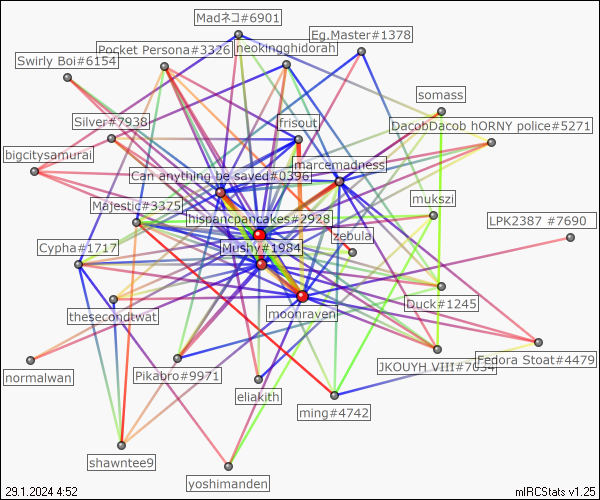 Madネコ#6901
Eg.Master#1378
Pocket Persona#3326
neokingghidorah
Swirly Boi#6154
somass
Silver#7938
frisout
DacobDacob hORNY police#5271
bigcitysamurai
marcemadness
Can anything be saved#0396
mukszi
Majestic#3375
hispancpancakes#2928
LPK2387 #7690
zebula
Cypha#1717
Mushy#1984
Duck#1245
thesecondtwat
moonraven
Fedora Stoat#4479
JKOUYH VIII#7034
normalwan
Pikabro#9971
eliakith
ming#4742
shawntee9
yoshimanden
29.1.2024 4:52
mIRCStats v1.25